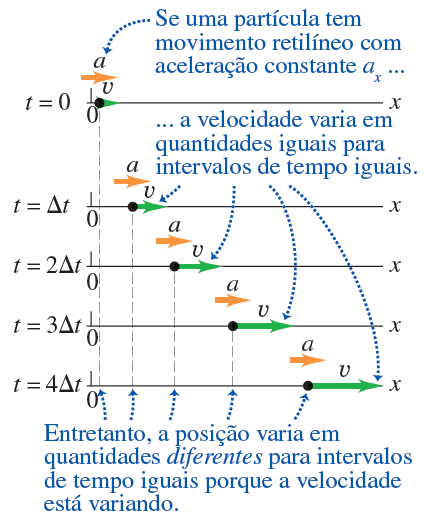 Se uma partícula tem
movimento retilíneo com
aceleração constante aₓ ...
a
v
t = 0
0
x
... a velocidade varia em
quantidades iguais para
intervalos de tempo iguais.
a
v
t = Δt
0
x
a
v
t = 2Δt
0
x
a
v
t = 3Δt
0
x
a
v
t = 4Δt
0
x
Entretanto, a posição varia em
quantidades diferentes para intervalos
de tempo iguais porque a velocidade
está variando.